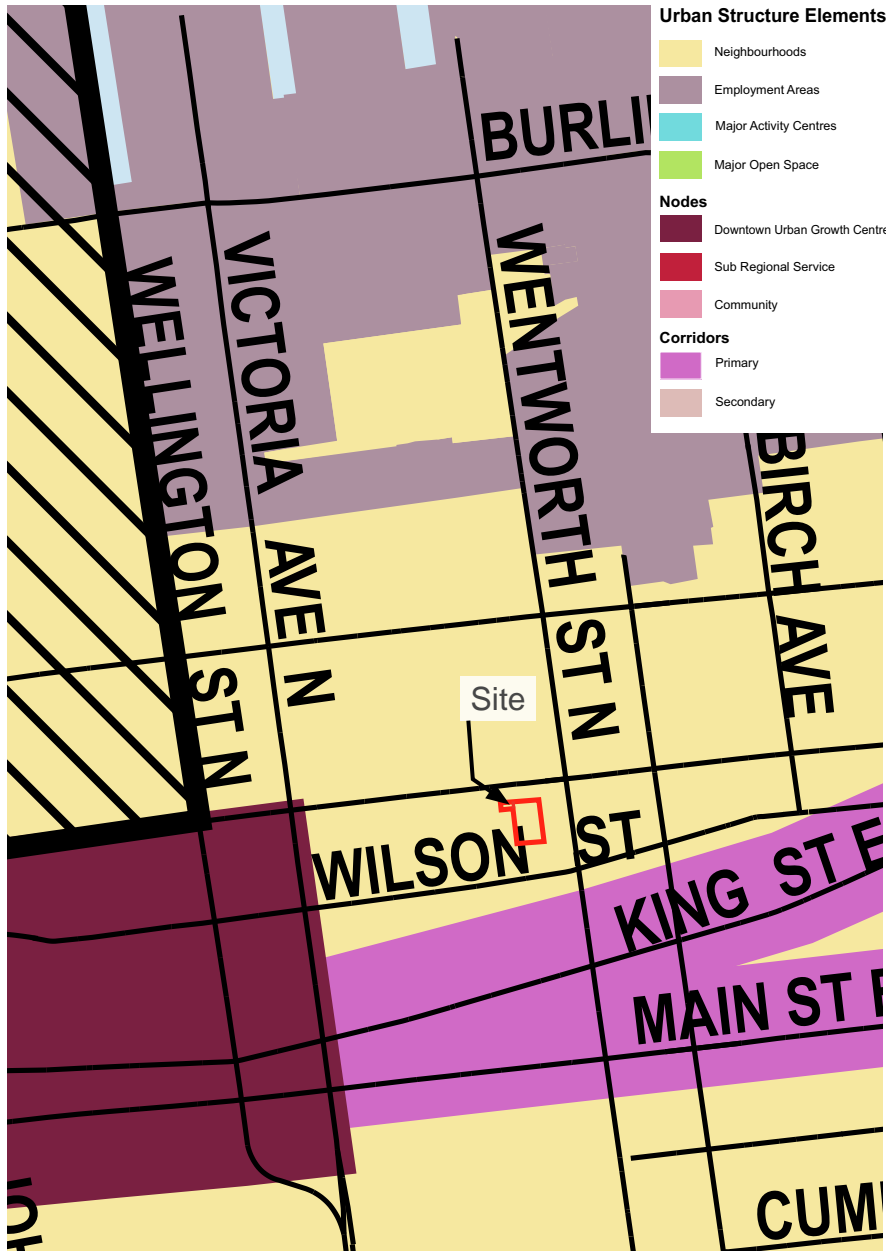 Urban Structure Elements
Neighbourhoods
Employment Areas
Major Activity Centres
Major Open Space
Nodes
Downtown Urban Growth Centre
Sub Regional Service
Community
Corridors
Primary
Secondary
BURLI
WELLINGTON ST N
VICTORIA AVE N
WENTWORTH ST N
BIRCH AVE
Site
WILSON ST
KING ST E
MAIN ST E
CUM